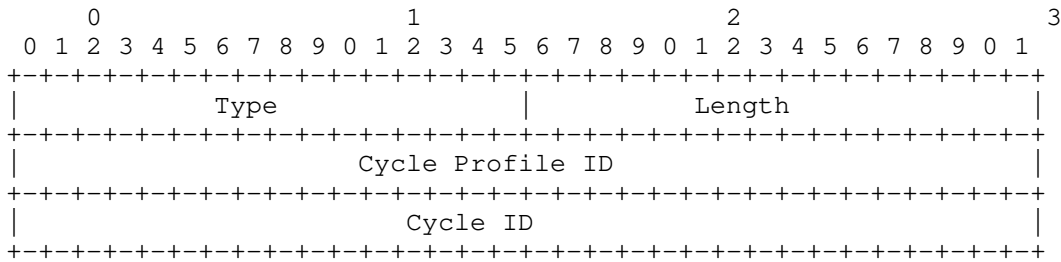 0 1 2 3
0 1 2 3 4 5 6 7 8 9 0 1 2 3 4 5 6 7 8 9 0 1 2 3 4 5 6 7 8 9 0 1
+-+-+-+-+-+-+-+-+-+-+-+-+-+-+-+-+-+-+-+-+-+-+-+-+-+-+-+-+-+-+-+-+
| Type | Length |
+-+-+-+-+-+-+-+-+-+-+-+-+-+-+-+-+-+-+-+-+-+-+-+-+-+-+-+-+-+-+-+-+
| Cycle Profile ID |
+-+-+-+-+-+-+-+-+-+-+-+-+-+-+-+-+-+-+-+-+-+-+-+-+-+-+-+-+-+-+-+-+
| Cycle ID |
+-+-+-+-+-+-+-+-+-+-+-+-+-+-+-+-+-+-+-+-+-+-+-+-+-+-+-+-+-+-+-+-+